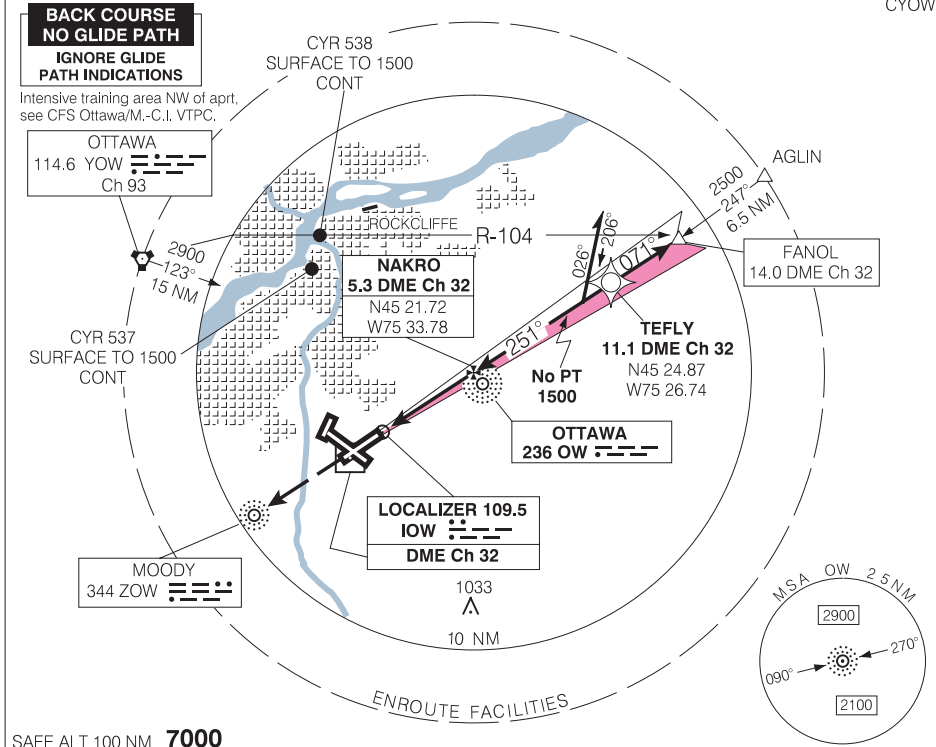 CYOW
BACK COURSE
NO GLIDE PATH
IGNORE GLIDE
PATH INDICATIONS
Intensive training area NW of aprt,
see CFS Ottawa/M.-C.I. VTPC.
CYR 538
SURFACE TO 1500
CONT
OTTAWA
114.6 YOW
Ch 93
AGLIN
2500
247°
6.5 NM
ROCKCLIFFE
R-104
2900
123°
15 NM
026°
206°
071°
FANOL
14.0 DME Ch 32
NAKRO
5.3 DME Ch 32
N45 21.72
W75 33.78
CYR 537
SURFACE TO 1500
CONT
251°
TEFLY
11.1 DME Ch 32
N45 24.87
W75 26.74
No PT
1500
OTTAWA
236 OW
LOCALIZER 109.5
IOW
DME Ch 32
MOODY
344 ZOW
1033
10 NM
ENROUTE FACILITIES
MSA OW 25NM
2900
270°
090°
2100
SAFE ALT 100 NM 7000